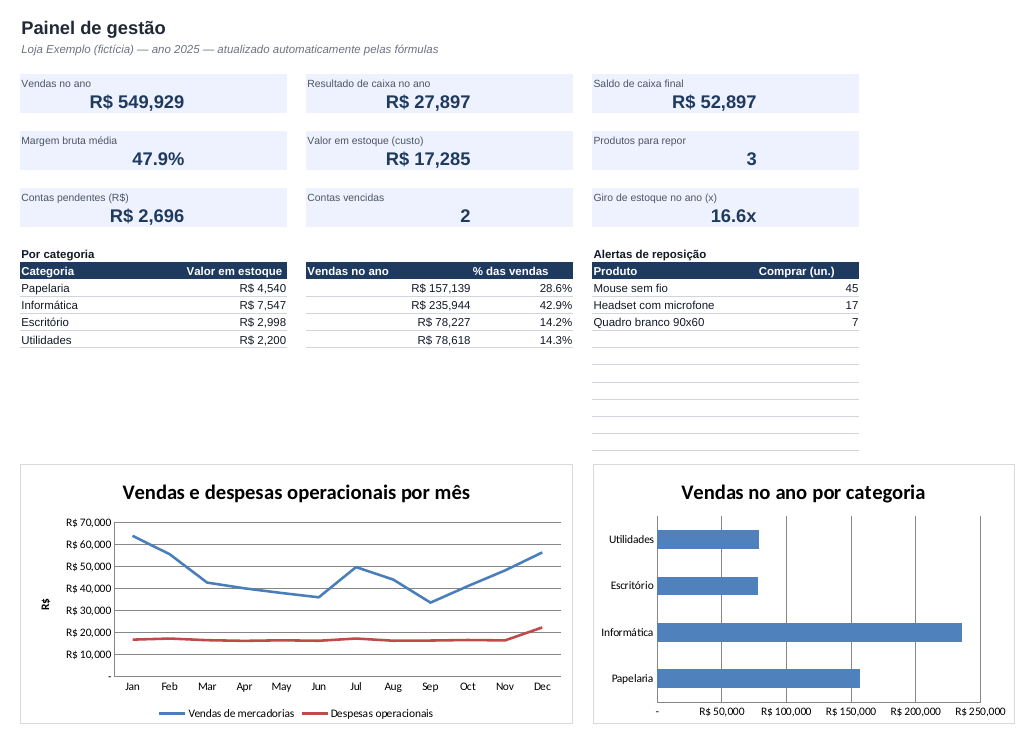 Painel de gestão
Loja Exemplo (fictícia) — ano 2025 — atualizado automaticamente pelas fórmulas
Vendas no ano
R$ 549,929
Resultado de caixa no ano
R$ 27,897
Saldo de caixa final
R$ 52,897
Margem bruta média
47.9%
Valor em estoque (custo)
R$ 17,285
Produtos para repor
3
Contas pendentes (R$)
R$ 2,696
Contas vencidas
2
Giro de estoque no ano (x)
16.6x
Por categoria
Categoria Valor em estoque Vendas no ano % das vendas
Papelaria R$ 4,540 R$ 157,139 28.6%
Informática R$ 7,547 R$ 235,944 42.9%
Escritório R$ 2,998 R$ 78,227 14.2%
Utilidades R$ 2,200 R$ 78,618 14.3%
Alertas de reposição
Produto Comprar (un.)
Mouse sem fio 45
Headset com microfone 17
Quadro branco 90x60 7
Vendas e despesas operacionais por mês
R$ 70,000
R$ 60,000
R$ 50,000
R$ 40,000
R$ 30,000
R$ 20,000
R$ 10,000
-
R$
Jan Feb Mar Apr May Jun Jul Aug Sep Oct Nov Dec
Vendas de mercadorias Despesas operacionais
Vendas no ano por categoria
Utilidades
Escritório
Informática
Papelaria
- R$ 50,000 R$ 100,000 R$ 150,000 R$ 200,000 R$ 250,000